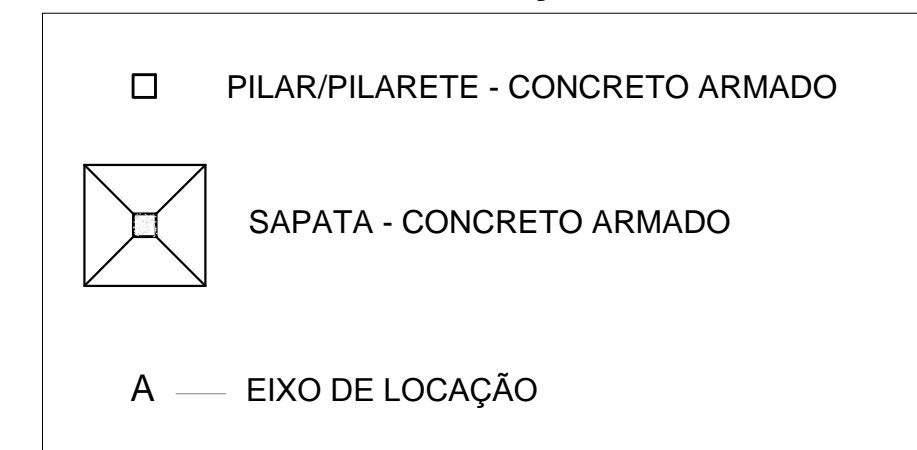 PILAR/PILARETE - CONCRETO ARMADO
SAPATA - CONCRETO ARMADO
A EIXO DE LOCAÇÃO